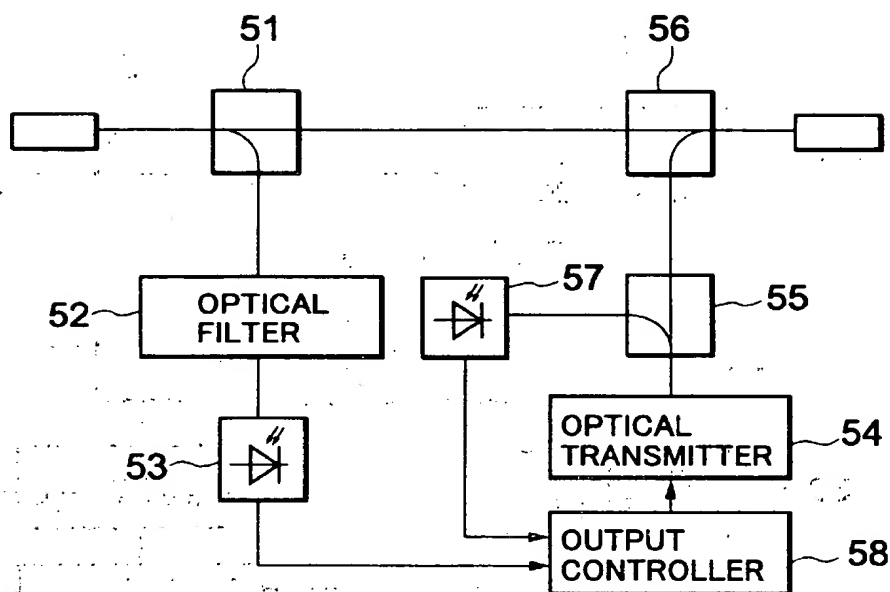 51
56
52
OPTICAL
FILTER
57
55
53
OPTICAL
TRANSMITTER
54
OUTPUT
CONTROLLER
58